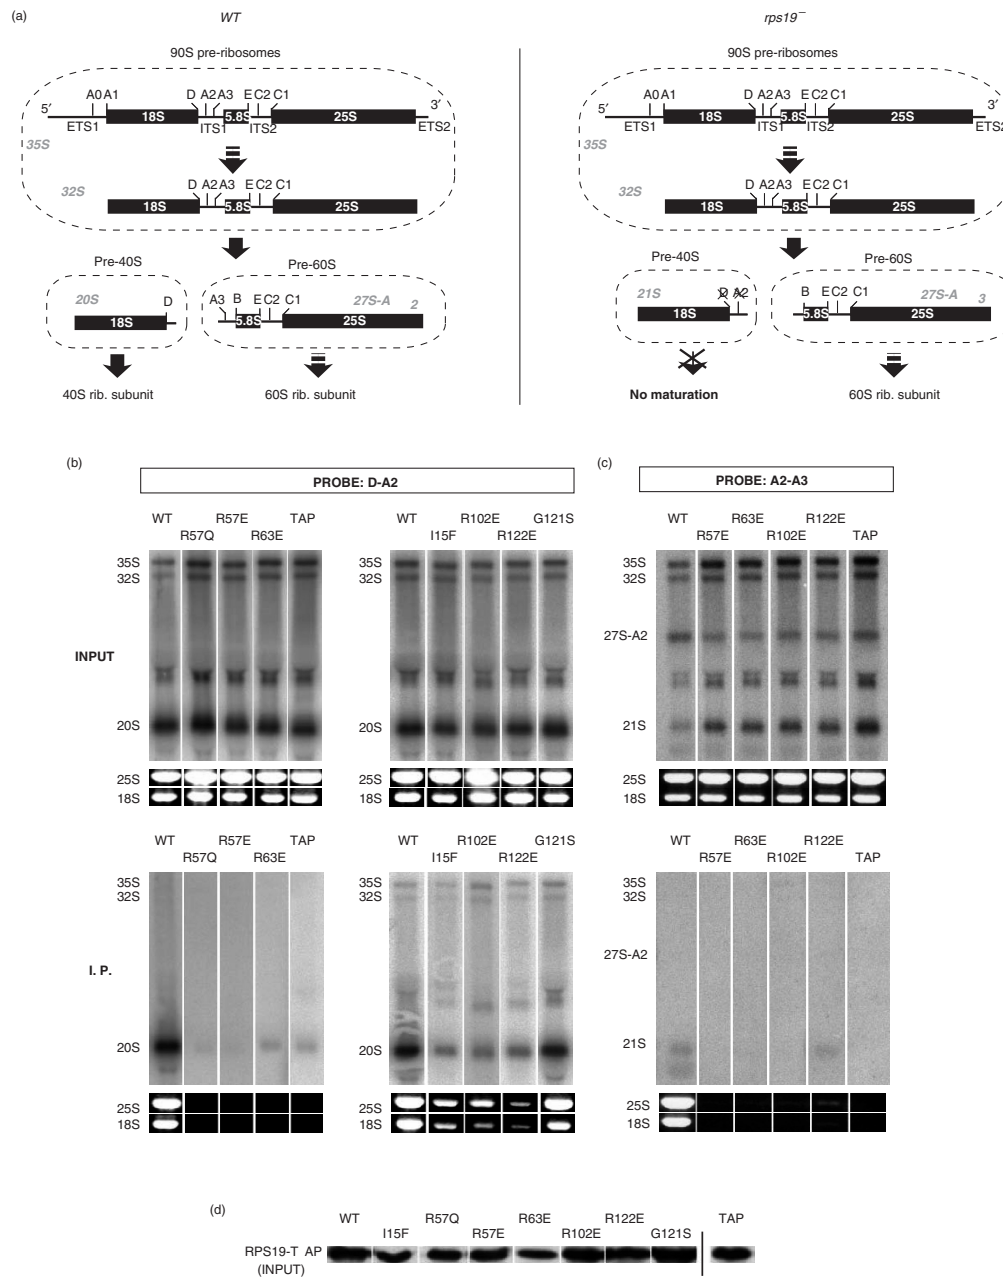 (a)
WT
rps19⁻
90S pre-ribosomes
90S pre-ribosomes
5′ A0 A1 D A2 A3 E C2 C1 3′
ETS1 18S ITS1 5.8S ITS2 25S ETS2
35S
5′ A0 A1 D A2 A3 E C2 C1 3′
ETS1 18S ITS1 5.8S ITS2 25S ETS2
35S
32S
D A2 A3 E C2 C1
18S 5.8S 25S
32S
D A2 A3 E C2 C1
18S 5.8S 25S
Pre-40S
Pre-60S
20S D
18S
A3 B E C2 C1 27S-A 2
5.8S 25S
Pre-40S
Pre-60S
21S D A2
18S
B E C2 C1 27S-A 3
5.8S 25S
40S rib. subunit
60S rib. subunit
No maturation
60S rib. subunit
(b)
PROBE: D-A2
WT R57E TAP
R57Q R63E
WT R102E G121S
I15F R122E
35S
32S
INPUT
20S
25S
18S
35S
32S
20S
25S
18S
WT R57E TAP
R57Q R63E
WT R102E G121S
I15F R122E
35S
32S
I. P.
20S
25S
18S
35S
32S
20S
25S
18S
(c)
PROBE: A2-A3
WT R63E R122E
R57E R102E TAP
35S
32S
27S-A2
21S
25S
18S
WT R63E R122E
R57E R102E TAP
35S
32S
27S-A2
21S
25S
18S
(d)
WT R57Q R63E R122E TAP
I15F R57E R102E G121S
RPS19-T AP
(INPUT)